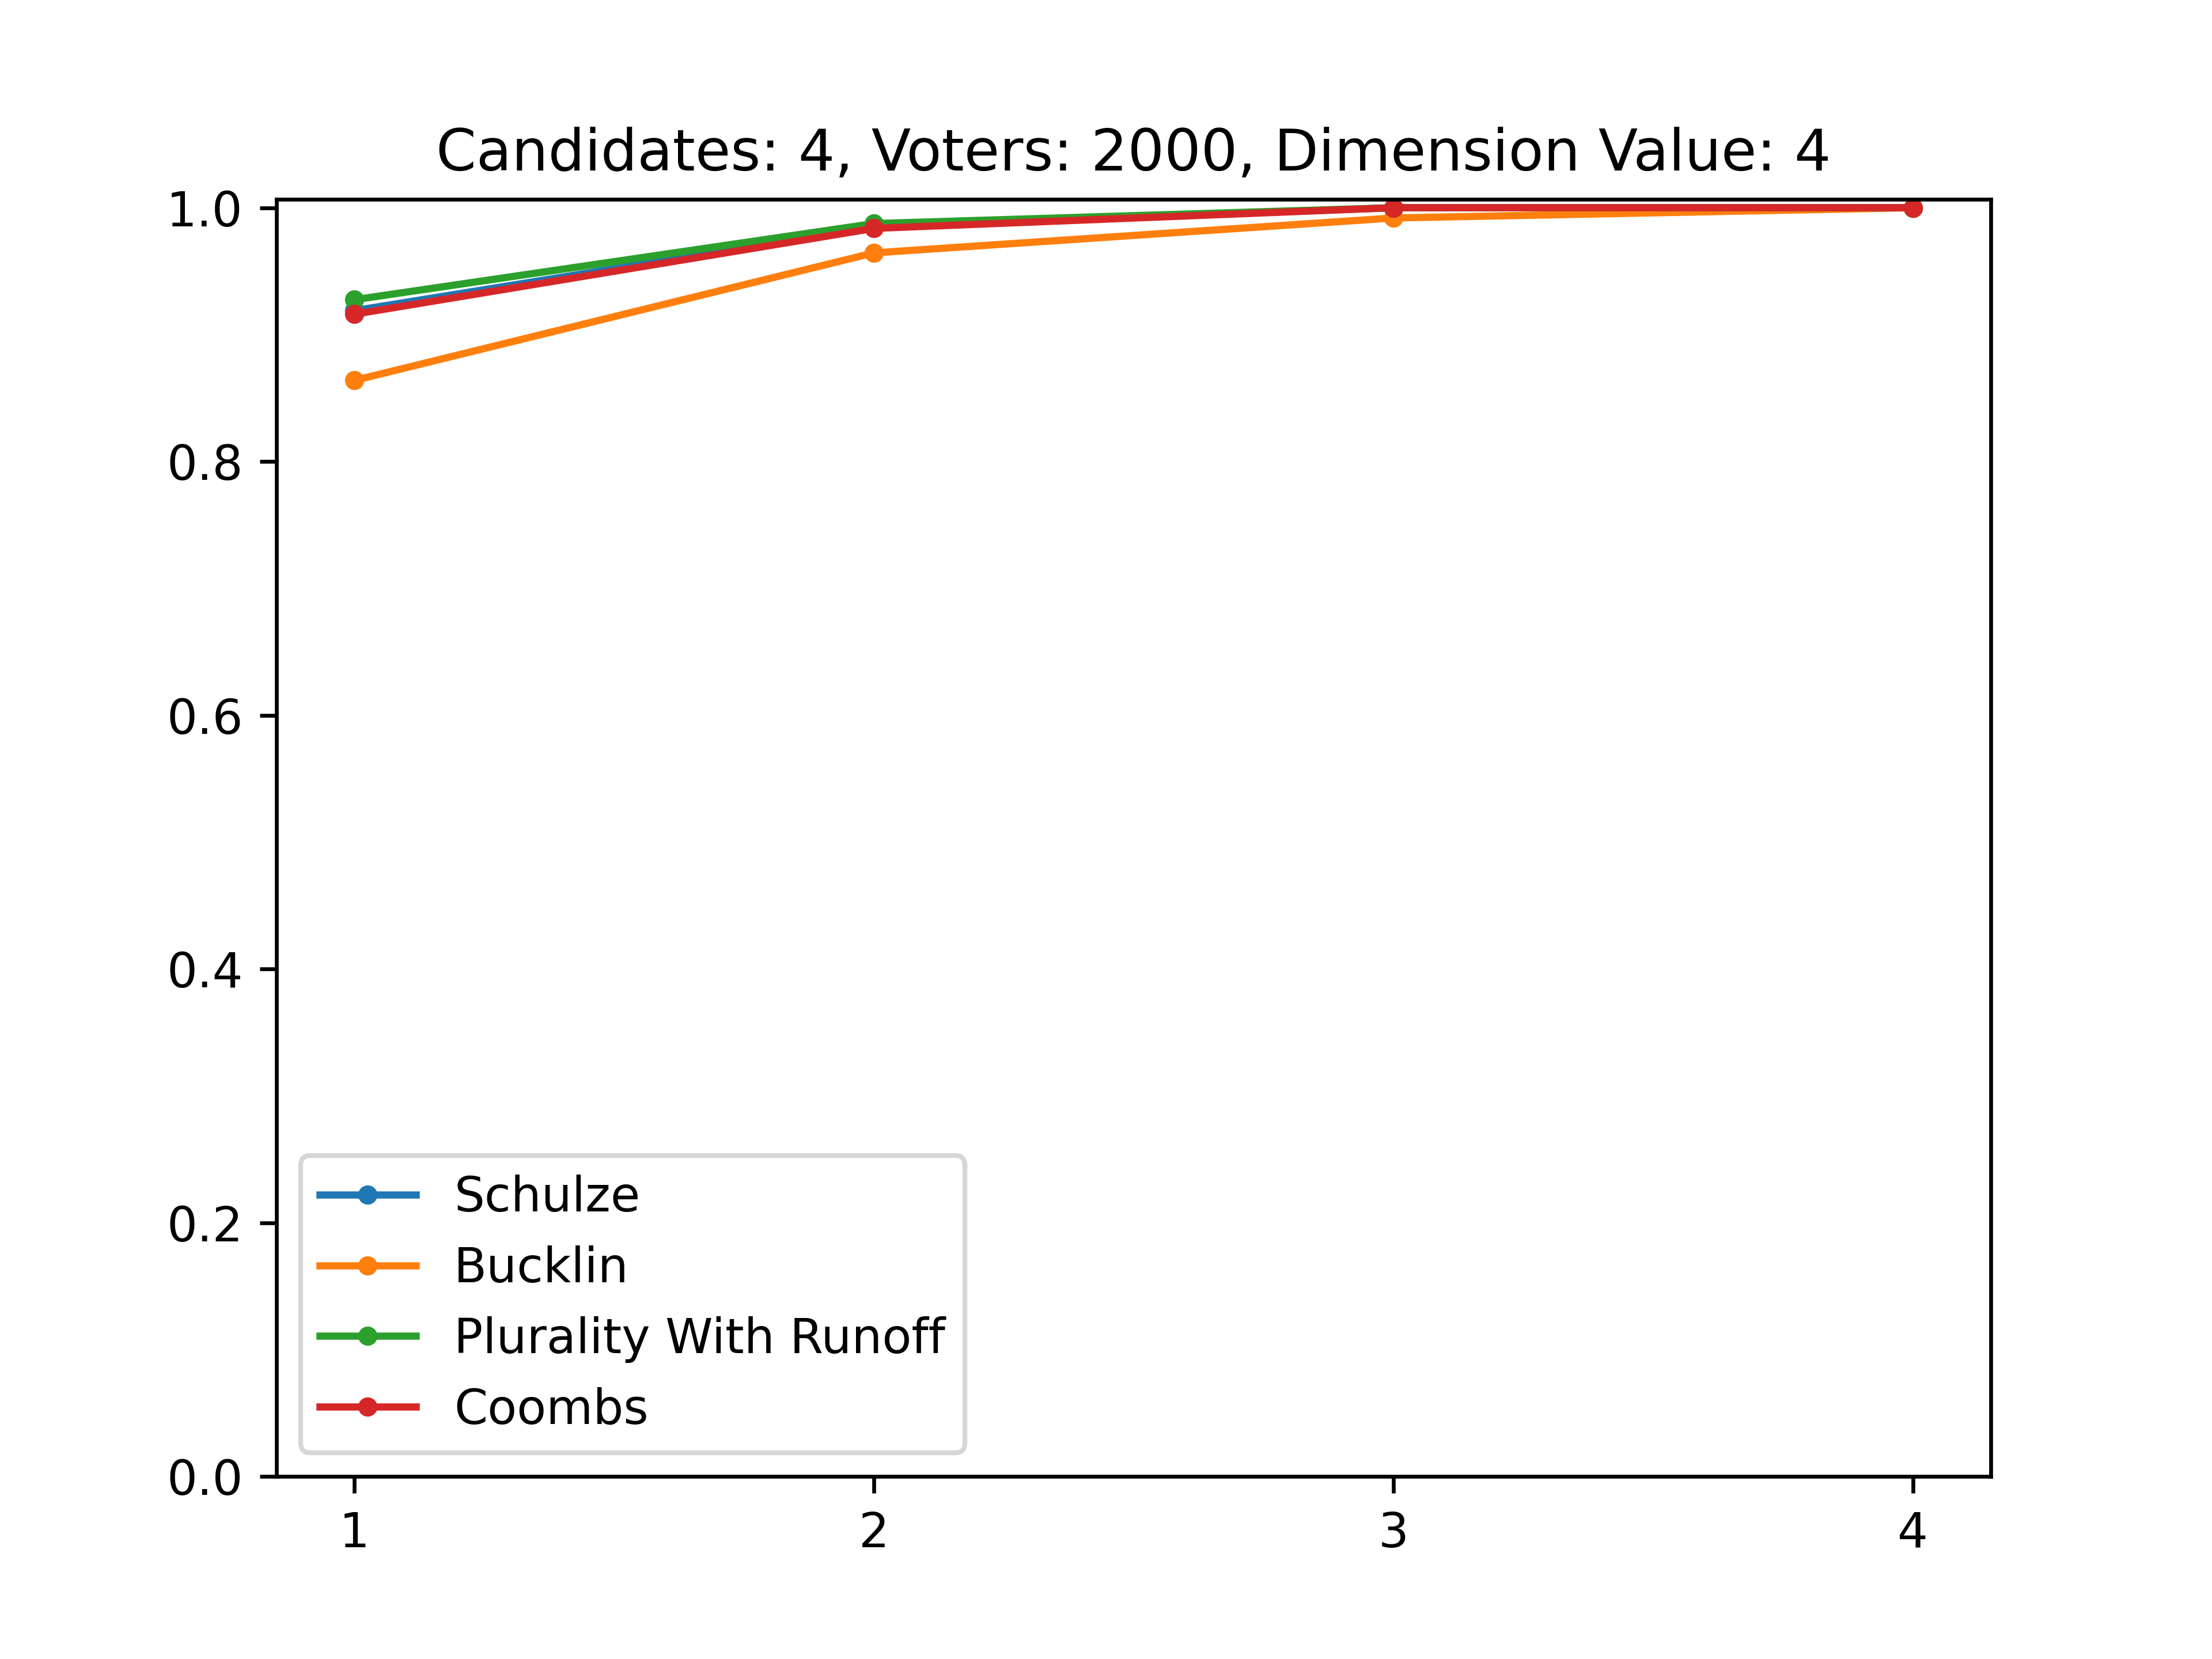 Candidates: 4, Voters: 2000, Dimension Value: 4
1.0
0.8
0.6
0.4
0.2
0.0
Schulze
Bucklin
Plurality With Runoff
Coombs
1 2 3 4